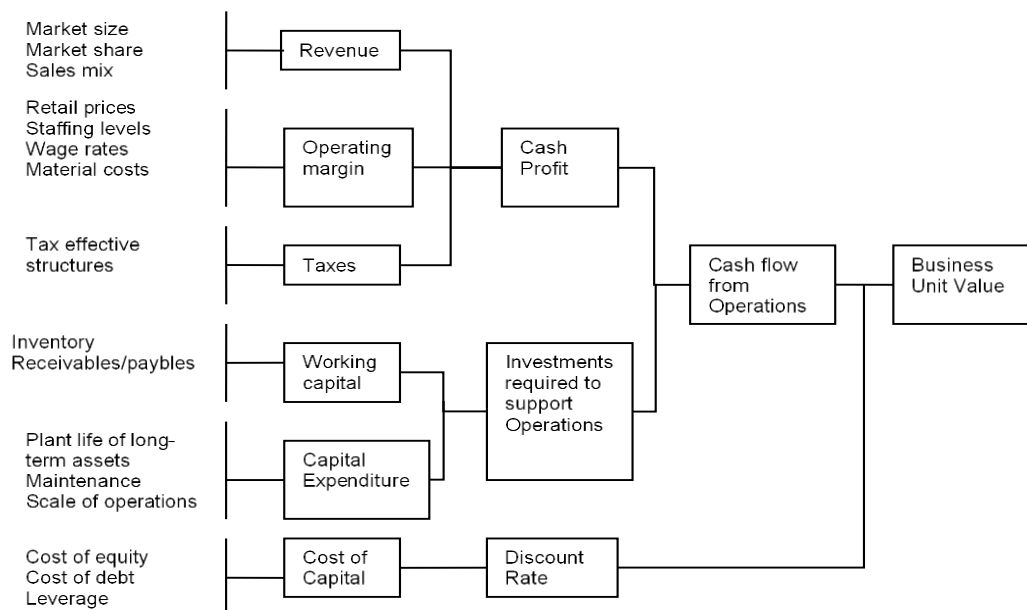 Market size
Market share
Sales mix
Revenue
Retail prices
Staffing levels
Wage rates
Material costs
Operating
margin
Cash
Profit
Tax effective
structures
Taxes
Cash flow
from
Operations
Business
Unit Value
Inventory
Receivables/paybles
Working
capital
Investments
required to
support
Operations
Plant life of long-
term assets
Maintenance
Scale of operations
Capital
Expenditure
Cost of equity
Cost of debt
Leverage
Cost of
Capital
Discount
Rate